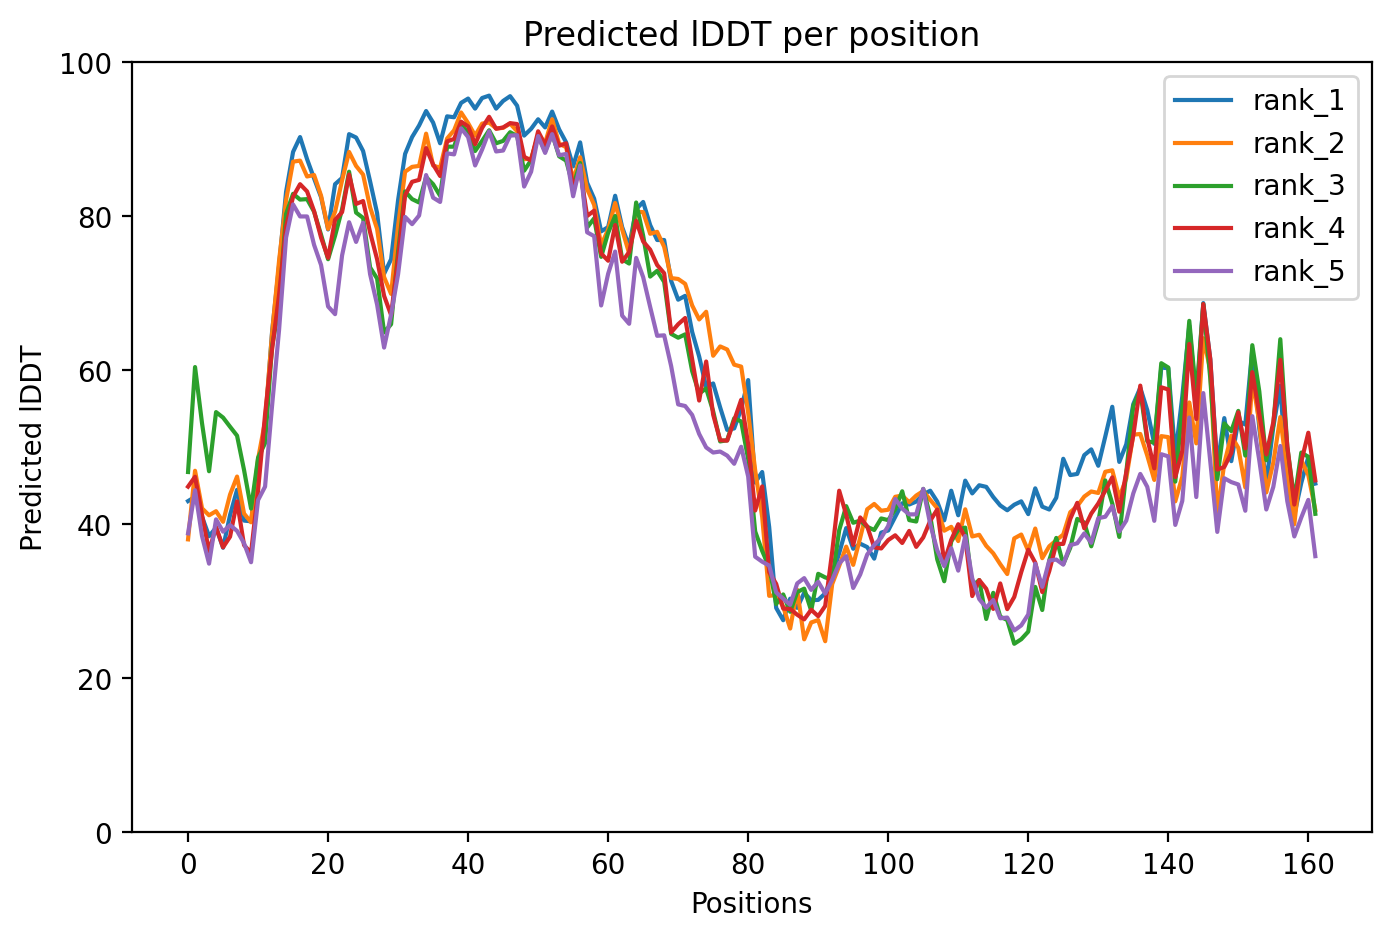 Predicted lDDT per position
100
80
60
40
20
0
Predicted lDDT
0 20 40 60 80 100 120 140 160
Positions
rank_1
rank_2
rank_3
rank_4
rank_5